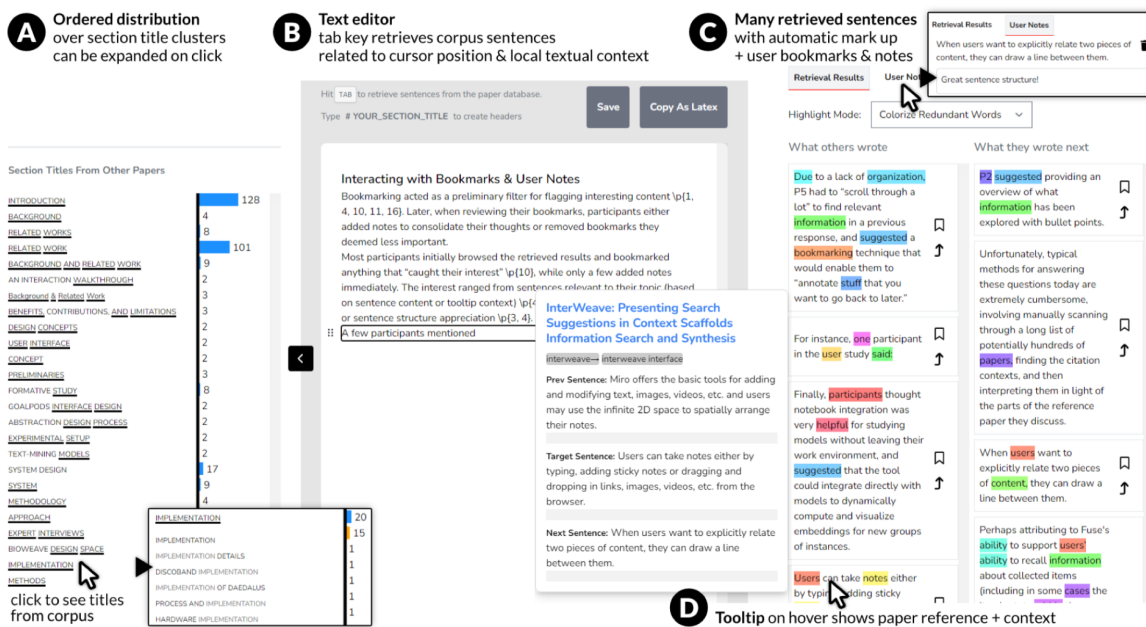 A
Ordered distribution
over section title clusters
can be expanded on click
B
Text editor
tab key retrieves corpus sentences
related to cursor position & local textual context
C
Many retrieved sentences
with automatic mark up
+ user bookmarks & notes
Retrieval Results
User Notes
When users want to explicitly relate two pieces of
content, they can draw a line between them.
Great sentence structure!
Section Titles From Other Papers
INTRODUCTION
128
BACKGROUND
4
RELATED WORKS
8
RELATED WORK
101
BACKGROUND AND RELATED WORK
9
AN INTERACTION WALKTHROUGH
2
Background & Related Work
3
BENEFITS, CONTRIBUTIONS, AND LIMITATIONS
3
DESIGN CONCEPTS
2
USER INTERFACE
2
CONCEPT
2
PRELIMINARIES
3
FORMATIVE STUDY
8
GOALPODS INTERFACE DESIGN
2
ABSTRACTION DESIGN PROCESS
2
EXPERIMENTAL SETUP
2
TEXT-MINING MODELS
2
SYSTEM DESIGN
17
SYSTEM
9
METHODOLOGY
4
APPROACH
EXPERT INTERVIEWS
BIOWEAVE DESIGN SPACE
IMPLEMENTATION
METHODS
click to see titles
from corpus
IMPLEMENTATION
20
IMPLEMENTATION
15
IMPLEMENTATION DETAILS
1
DISCOBAND IMPLEMENTATION
1
IMPLEMENTATION OF DAEDALUS
1
PROCESS AND IMPLEMENTATION
1
HARDWARE IMPLEMENTATION
1
Hit TAB to retrieve sentences from the paper database.
Type # YOUR_SECTION_TITLE to create headers
Save
Copy As Latex
Interacting with Bookmarks & User Notes
Bookmarking acted as a preliminary filter for flagging interesting content \p{1,
4, 10, 11, 16}. Later, when reviewing their bookmarks, participants either
added notes to consolidate their thoughts or removed bookmarks they
deemed less important.
Most participants initially browsed the retrieved results and bookmarked
anything that "caught their interest" \p{10}, while only a few added notes
immediately. The interest ranged from sentences relevant to their topic (based
on sentence content or tooltip context) \p{4
or sentence structure appreciation \p{3, 4}.
A few participants mentioned
InterWeave: Presenting Search
Suggestions in Context Scaffolds
Information Search and Synthesis
interweave→ interweave interface
Prev Sentence: Miro offers the basic tools for adding
and modifying text, images, videos, etc. and users
may use the infinite 2D space to spatially arrange
their notes.
Target Sentence: Users can take notes either by
typing, adding sticky notes or dragging and
dropping in links, images, videos, etc. from the
browser.
Next Sentence: When users want to explicitly relate
two pieces of content, they can draw a line
between them.
Retrieval Results
User Not
Highlight Mode:
Colorize Redundant Words
What others wrote
Due to a lack of organization,
P5 had to "scroll through a
lot" to find relevant
information in a previous
response, and suggested a
bookmarking technique that
would enable them to
"annotate stuff that you
want to go back to later."
For instance, one participant
in the user study said:
Finally, participants thought
notebook integration was
very helpful for studying
models without leaving their
work environment, and
suggested that the tool
could integrate directly with
models to dynamically
compute and visualize
embeddings for new groups
of instances.
Users can take notes either
by typing, adding sticky
What they wrote next
P2 suggested providing an
overview of what
information has been
explored with bullet points.
Unfortunately, typical
methods for answering
these questions today are
extremely cumbersome,
involving manually scanning
through a long list of
potentially hundreds of
papers, finding the citation
contexts, and then
interpreting them in light of
the parts of the reference
paper they discuss.
When users want to
explicitly relate two pieces
of content, they can draw a
line between them.
Perhaps attributing to Fuse's
ability to support users'
ability to recall information
about collected items
(including in some cases the
D
Tooltip on hover shows paper reference + context